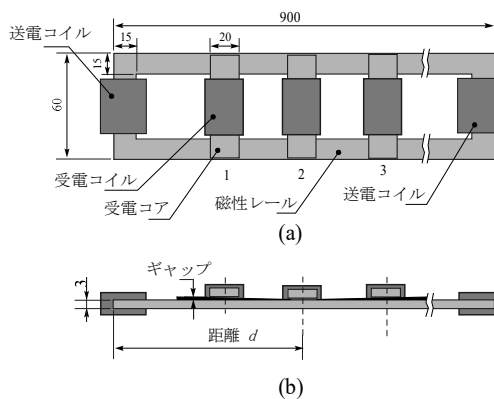 900
送電コイル
15
20
15
60
受電コイル
受電コア
1
2
3
磁性レール
送電コイル
(a)
ギャップ
3
距離 d
(b)